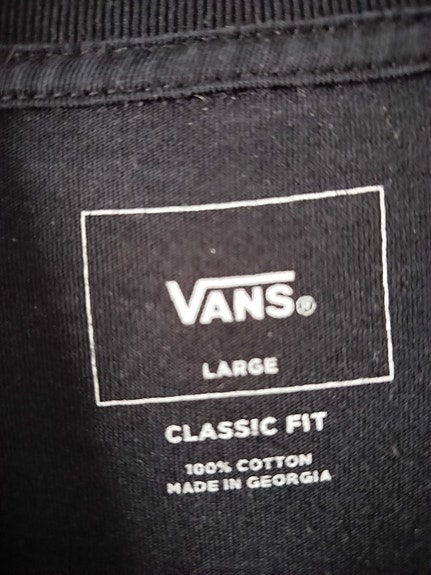 VANS®
LARGE
CLASSIC FIT
100% COTTON
MADE IN GEORGIA